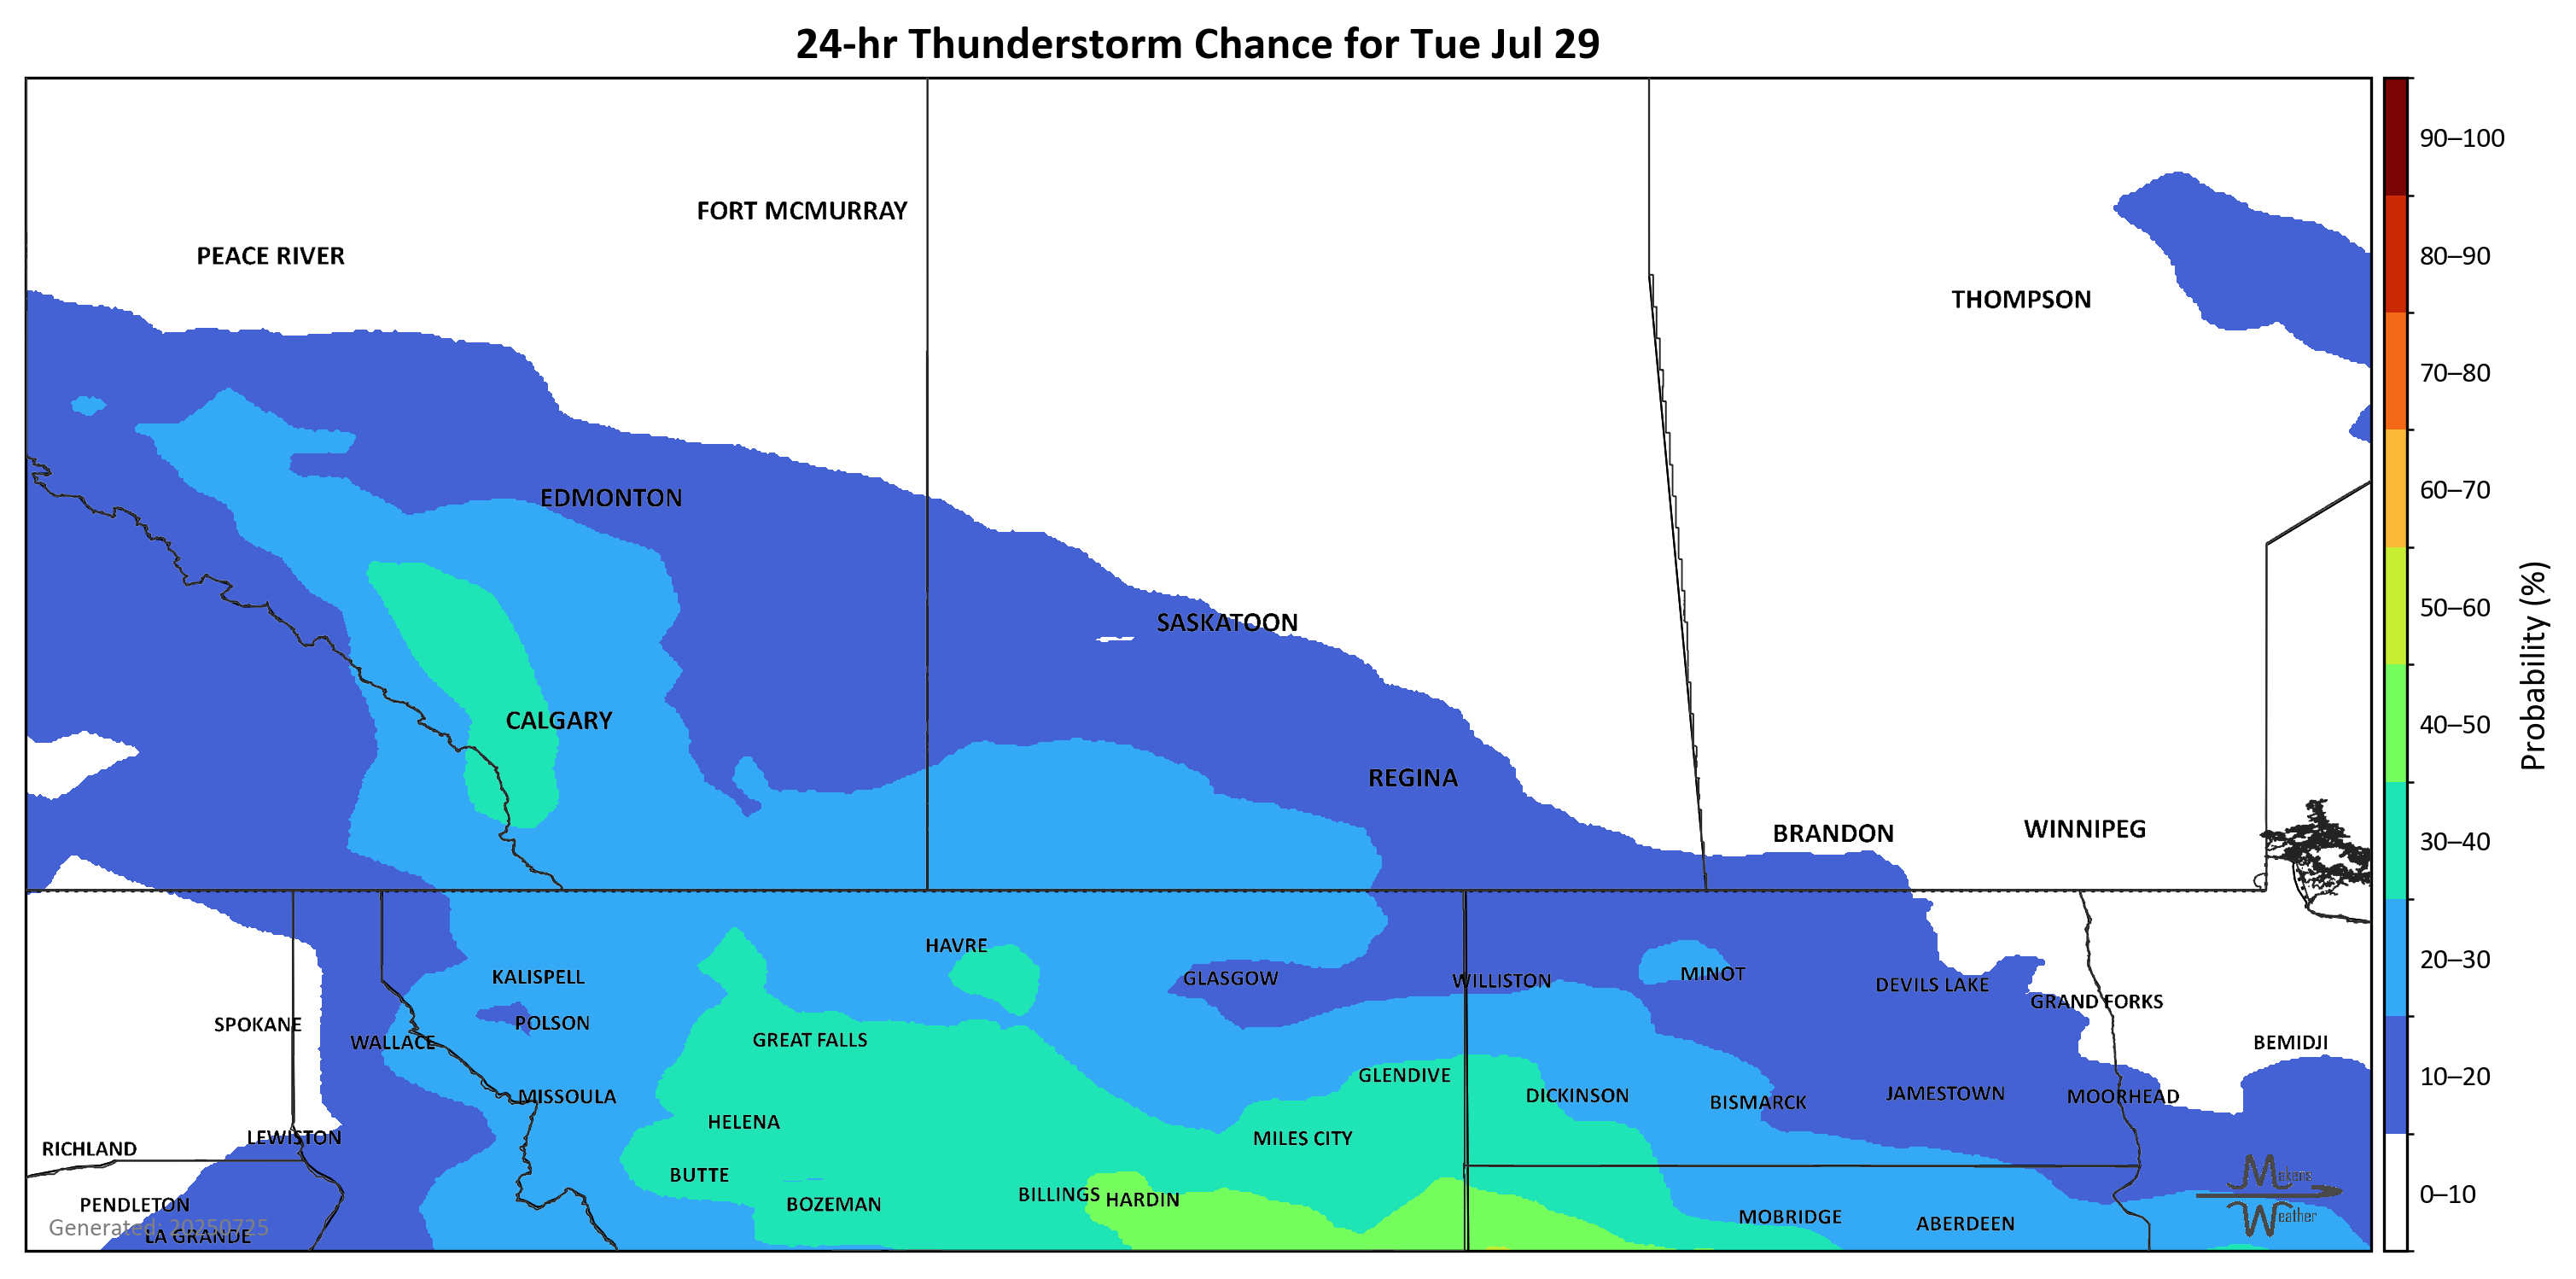 24-hr Thunderstorm Chance for Tue Jul 29
90–100
FORT MCMURRAY
PEACE RIVER
80–90
THOMPSON
70–80
60–70
EDMONTON
50–60
SASKATOON
Probability (%)
CALGARY
40–50
REGINA
WINNIPEG
BRANDON
30–40
HAVRE
20–30
MINOT
KALISPELL
GLASGOW
WILLISTON
DEVILS LAKE
GRAND FORKS
POLSON
SPOKANE
GREAT FALLS
WALLACE
BEMIDJI
GLENDIVE
10–20
JAMESTOWN
DICKINSON
MISSOULA
MOORHEAD
BISMARCK
HELENA
LEWISTON
MILES CITY
RICHLAND
BUTTE
Makens
0–10
BILLINGS
HARDIN
BOZEMAN
PENDLETON
Weather
MOBRIDGE
ABERDEEN
Generated: 20250725
LA GRANDE